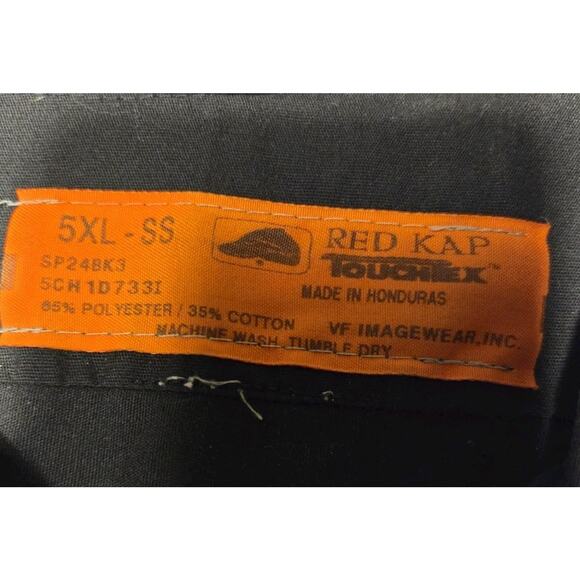 5XL - SS
SP24BK3
5CH 1D733I
65% POLYESTER / 35% COTTON
MACHINE WASH, TUMBLE DRY
RED KAP
TOUCHTEX™
MADE IN HONDURAS
VF IMAGEWEAR, INC.